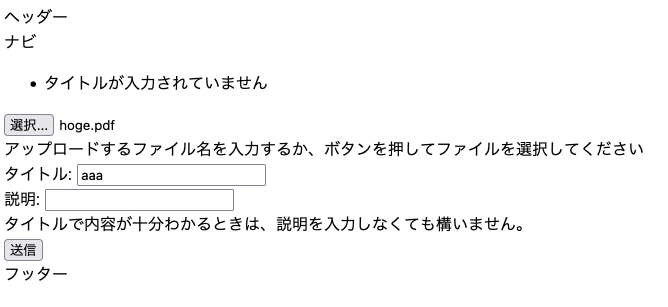 ヘッダー
ナビ
• タイトルが入力されていません
選択... hoge.pdf
アップロードするファイル名を入力するか、ボタンを押してファイルを選択してください
タイトル: aaa
説明:
タイトルで内容が十分わかるときは、説明を入力しなくても構いません。
送信
フッター